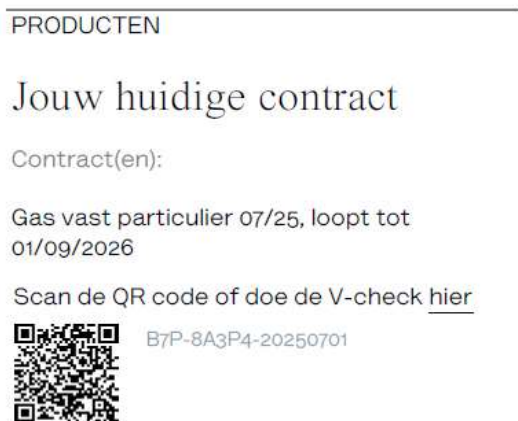 PRODUCTEN
Jouw huidige contract
Contract(en):
Gas vast particulier 07/25, loopt tot
01/09/2026
Scan de QR code of doe de V-check hier
B7P-8A3P4-20250701